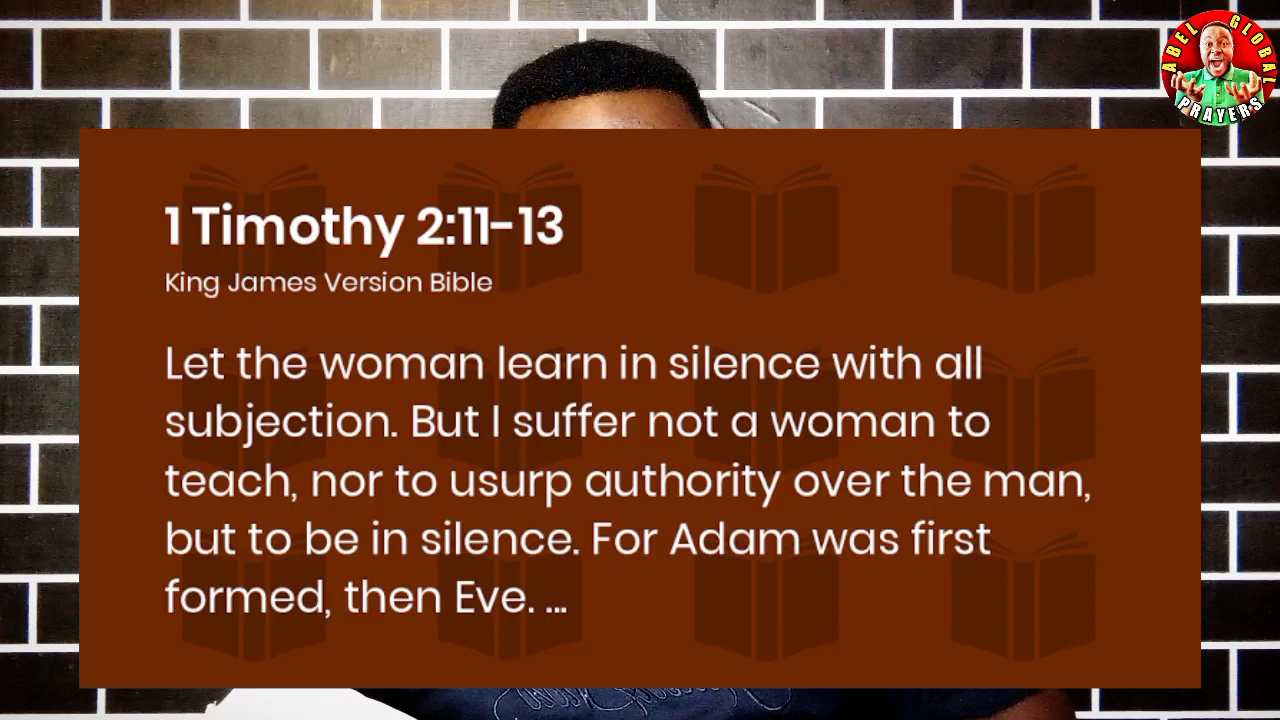 ABEL GLOBAL
PRAYERS
1 Timothy 2:11-13
King James Version Bible
Let the woman learn in silence with all
subjection. But I suffer not a woman to
teach, nor to usurp authority over the man,
but to be in silence. For Adam was first
formed, then Eve. ...